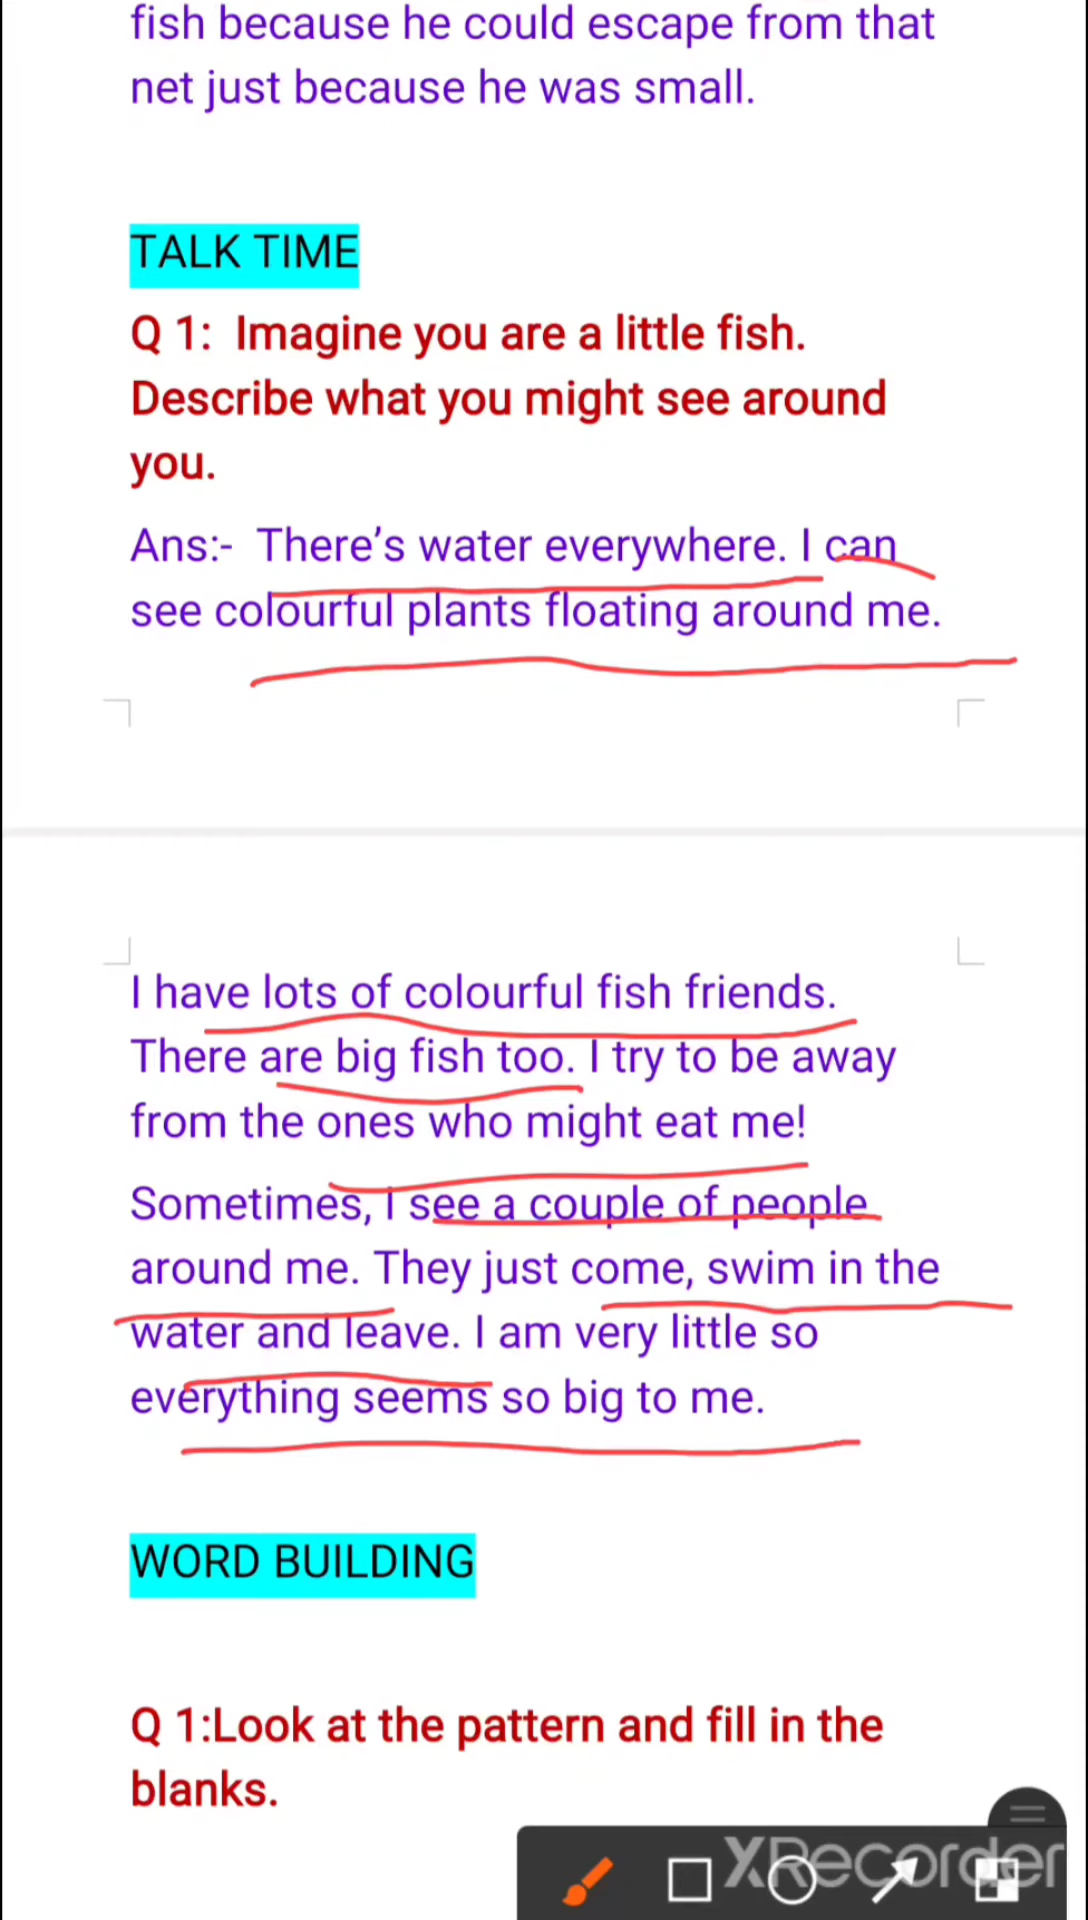 fish because he could escape from that
net just because he was small.
TALK TIME
Q 1:  Imagine you are a little fish.
Describe what you might see around
you.
Ans:-  There’s water everywhere. I can
see colourful plants floating around me.
I have lots of colourful fish friends.
There are big fish too. I try to be away
from the ones who might eat me!
Sometimes, I see a couple of people
around me. They just come, swim in the
water and leave. I am very little so
everything seems so big to me.
WORD BUILDING
Q 1:Look at the pattern and fill in the
blanks.
XRecorder